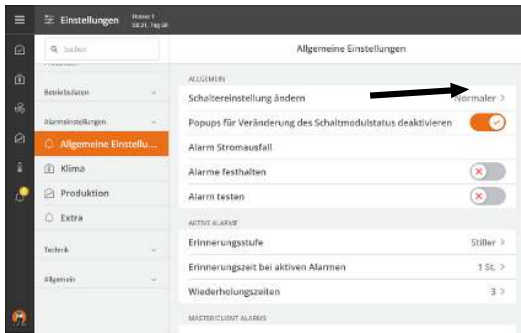 Einstellungen
Suchen
Allgemeine Einstellungen
ALLGEMEIN
Betriebsdaten
Schaltereinstellung ändern
Normaler >
Alarmeinstellungen
Popups für Veränderung des Schaltmodulstatus deaktivieren
Allgemeine Einstellu...
Alarm Stromausfall
Klima
Alarme festhalten
Produktion
Alarm testen
Extra
AKTIVE ALARME
Technik
Erinnerungsstufe
Stiller >
Erinnerungszeit bei aktiven Alarmen
1 St. >
Allgemein
Wiederholungszeiten
3 >
MASTER/CLIENT ALARMS